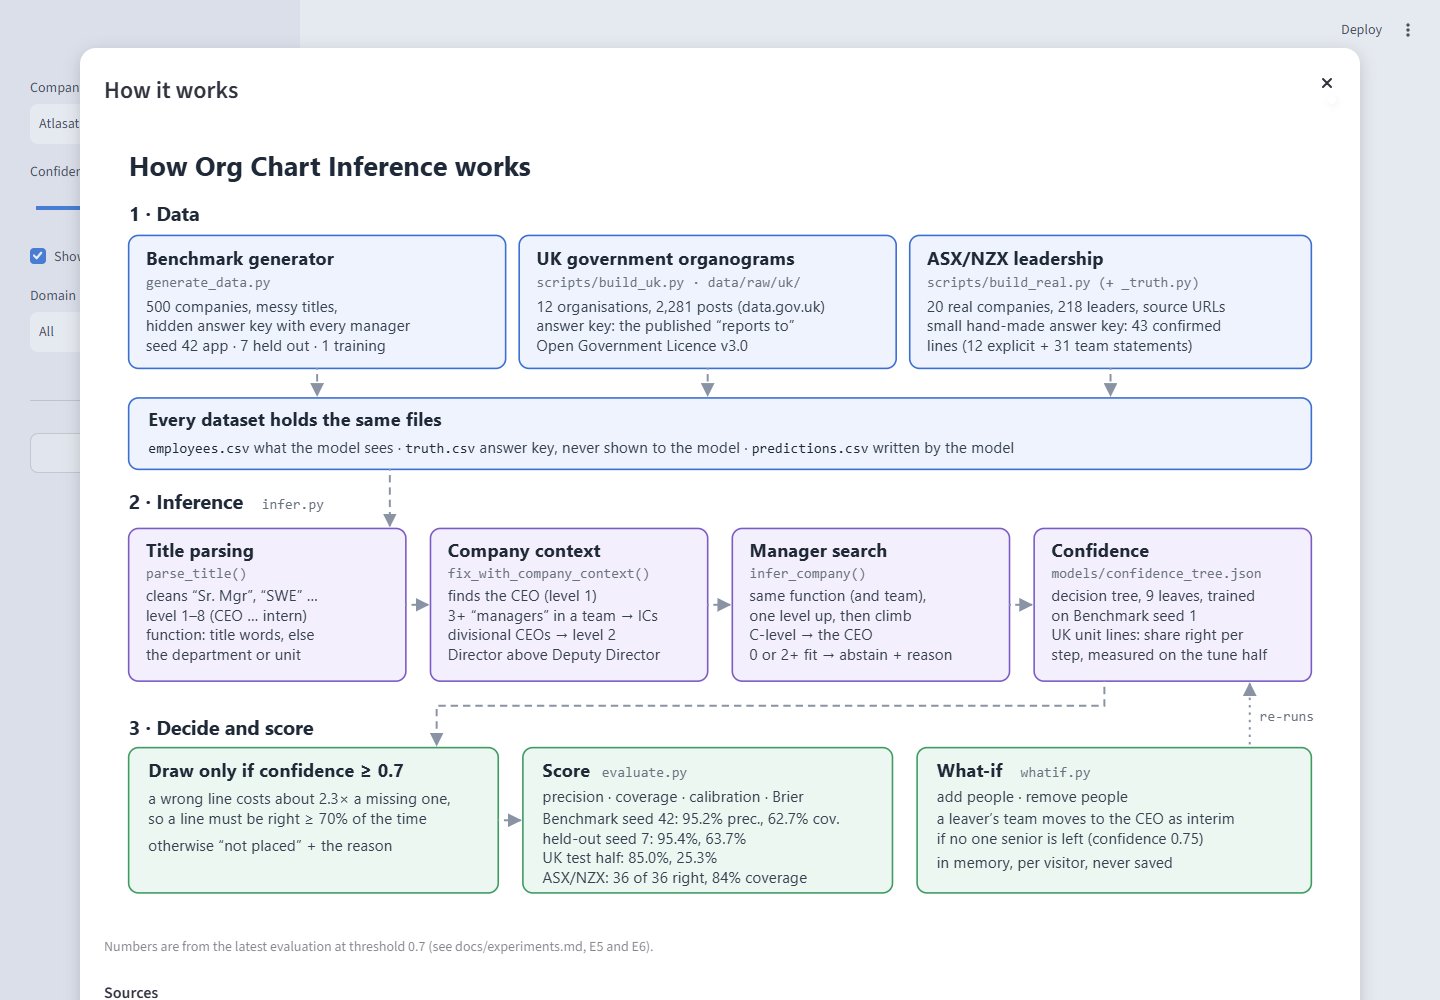 Deploy
How it works
Compan
Atlasat
Confiden
Show
Domain
All
How Org Chart Inference works
1 · Data
Benchmark generator
generate_data.py
500 companies, messy titles,
hidden answer key with every manager
seed 42 app · 7 held out · 1 training
UK government organograms
scripts/build_uk.py · data/raw/uk/
12 organisations, 2,281 posts (data.gov.uk)
answer key: the published “reports to”
Open Government Licence v3.0
ASX/NZX leadership
scripts/build_real.py (+ _truth.py)
20 real companies, 218 leaders, source URLs
small hand-made answer key: 43 confirmed
lines (12 explicit + 31 team statements)
Every dataset holds the same files
employees.csv what the model sees · truth.csv answer key, never shown to the model · predictions.csv written by the model
2 · Inference infer.py
Title parsing
parse_title()
cleans “Sr. Mgr”, “SWE” …
level 1–8 (CEO … intern)
function: title words, else
the department or unit
Company context
fix_with_company_context()
finds the CEO (level 1)
3+ “managers” in a team → ICs
divisional CEOs → level 2
Director above Deputy Director
Manager search
infer_company()
same function (and team),
one level up, then climb
C-level → the CEO
0 or 2+ fit → abstain + reason
Confidence
models/confidence_tree.json
decision tree, 9 leaves, trained
on Benchmark seed 1
UK unit lines: share right per
step, measured on the tune half
re-runs
3 · Decide and score
Draw only if confidence ≥ 0.7
a wrong line costs about 2.3× a missing one,
so a line must be right ≥ 70% of the time
otherwise “not placed” + the reason
Score evaluate.py
precision · coverage · calibration · Brier
Benchmark seed 42: 95.2% prec., 62.7% cov.
held-out seed 7: 95.4%, 63.7%
UK test half: 85.0%, 25.3%
ASX/NZX: 36 of 36 right, 84% coverage
What-if whatif.py
add people · remove people
a leaver’s team moves to the CEO as interim
if no one senior is left (confidence 0.75)
in memory, per visitor, never saved
Numbers are from the latest evaluation at threshold 0.7 (see docs/experiments.md, E5 and E6).
Sources